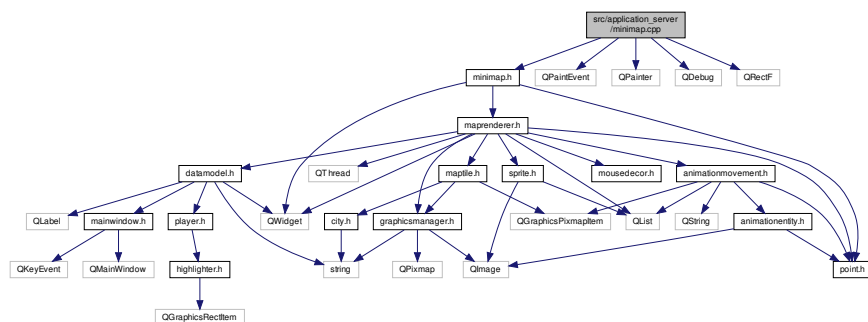 src/application_server
/minimap.cpp
minimap.h
QPaintEvent
QPainter
QDebug
QRectF
maprenderer.h
datamodel.h
QThread
maptile.h
sprite.h
mousedecor.h
animationmovement.h
QLabel
mainwindow.h
player.h
QWidget
city.h
graphicsmanager.h
QGraphicsPixmapItem
QList
QString
animationentity.h
QKeyEvent
QMainWindow
highlighter.h
string
QPixmap
QImage
point.h
QGraphicsRectItem